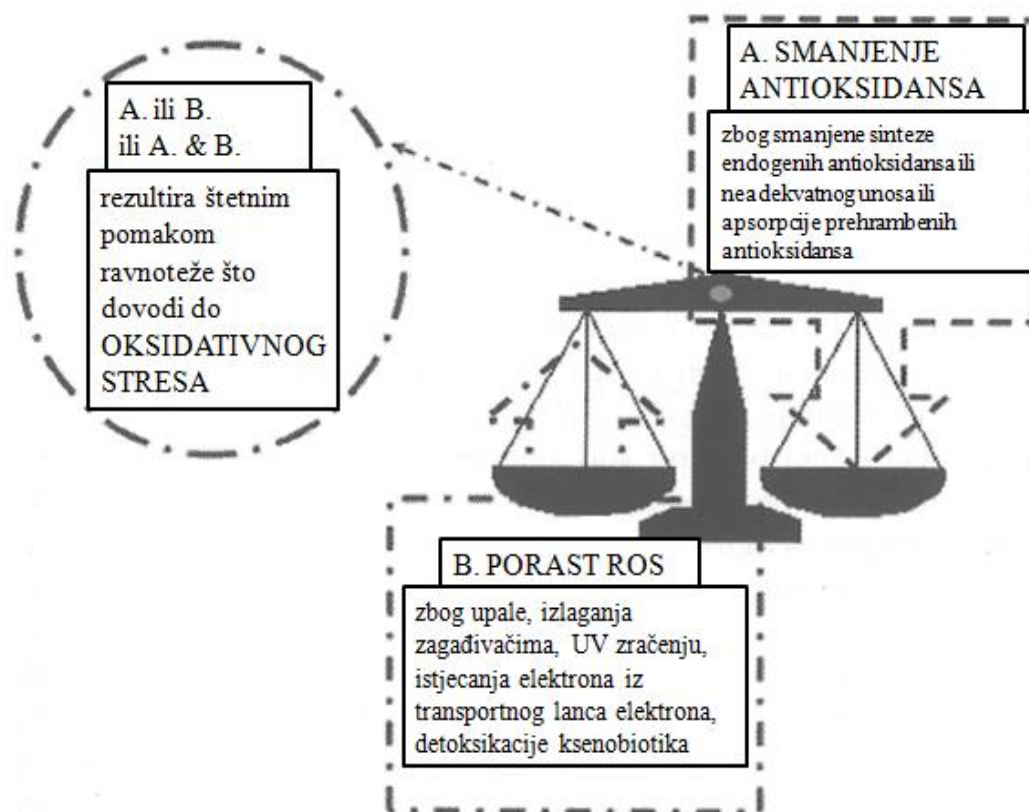 A. ili B.
ili A. & B.
rezultira štetnim
pomakom
ravnoteže što
dovodi do
OKSIDATIVNOG
STRESA
A. SMANJENJE
ANTIOKSIDANSA
zbog smanjene sinteze
endogenih antioksidansa ili
neadekvatnog unosa ili
apsorpcije prehrambenih
antioksidansa
B. PORAST ROS
zbog upale, izlaganja
zagađivačima, UV zračenju,
istjecanja elektrona iz
transportnog lanca elektrona,
detoksikacije ksenobiotika